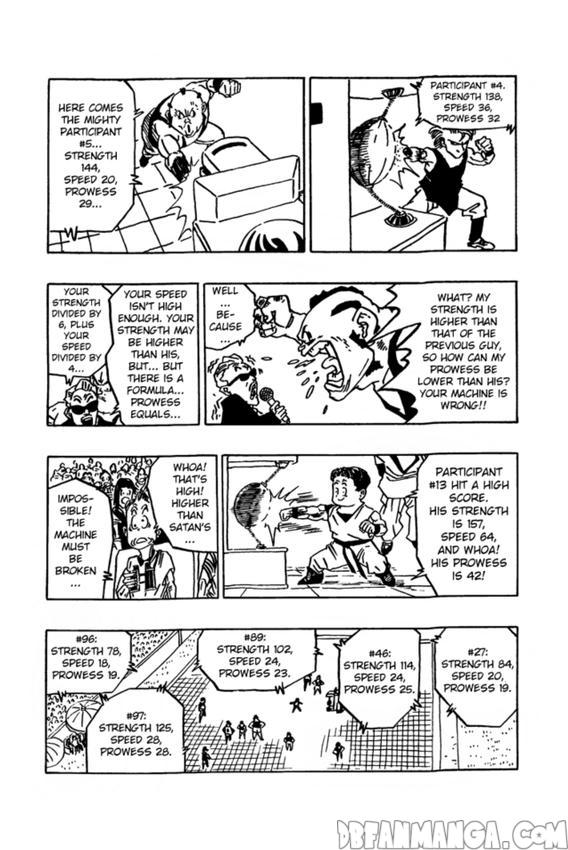 PARTICIPANT #4.
STRENGTH 138,
SPEED 36,
PROWESS 32
HERE COMES
THE MIGHTY
PARTICIPANT
#5...
STRENGTH
144,
SPEED 20,
PROWESS
29...
WHAT? MY
STRENGTH IS
HIGHER THAN
THAT OF THE
PREVIOUS GUY,
SO HOW CAN MY
PROWESS BE
LOWER THAN HIS?
YOUR MACHINE IS
WRONG!!
WELL
...
BE-
CAUSE
...
YOUR SPEED
ISN'T HIGH
ENOUGH. YOUR
STRENGTH MAY
BE HIGHER
THAN HIS,
BUT... BUT
THERE IS A
FORMULA...
PROWESS
EQUALS...
YOUR
STRENGTH
DIVIDED BY
6, PLUS
YOUR
SPEED
DIVIDED BY
4...
PARTICIPANT
#13 HIT A HIGH
SCORE.
HIS STRENGTH
IS 157,
SPEED 64,
AND WHOA!
HIS PROWESS
IS 42!
WHOA!
THAT'S
HIGH!
HIGHER
THAN
SATAN'S
...
IMPOS-
SIBLE!
THE
MACHINE
MUST
BE
BROKEN
...
#27:
STRENGTH 84,
SPEED 20,
PROWESS 19.
#46:
STRENGTH 114,
SPEED 24,
PROWESS 25.
#89:
STRENGTH 102,
SPEED 24,
PROWESS 23.
#97:
STRENGTH 125,
SPEED 28,
PROWESS 28.
#96:
STRENGTH 78,
SPEED 18,
PROWESS 19.
DBFANMANGA.COM